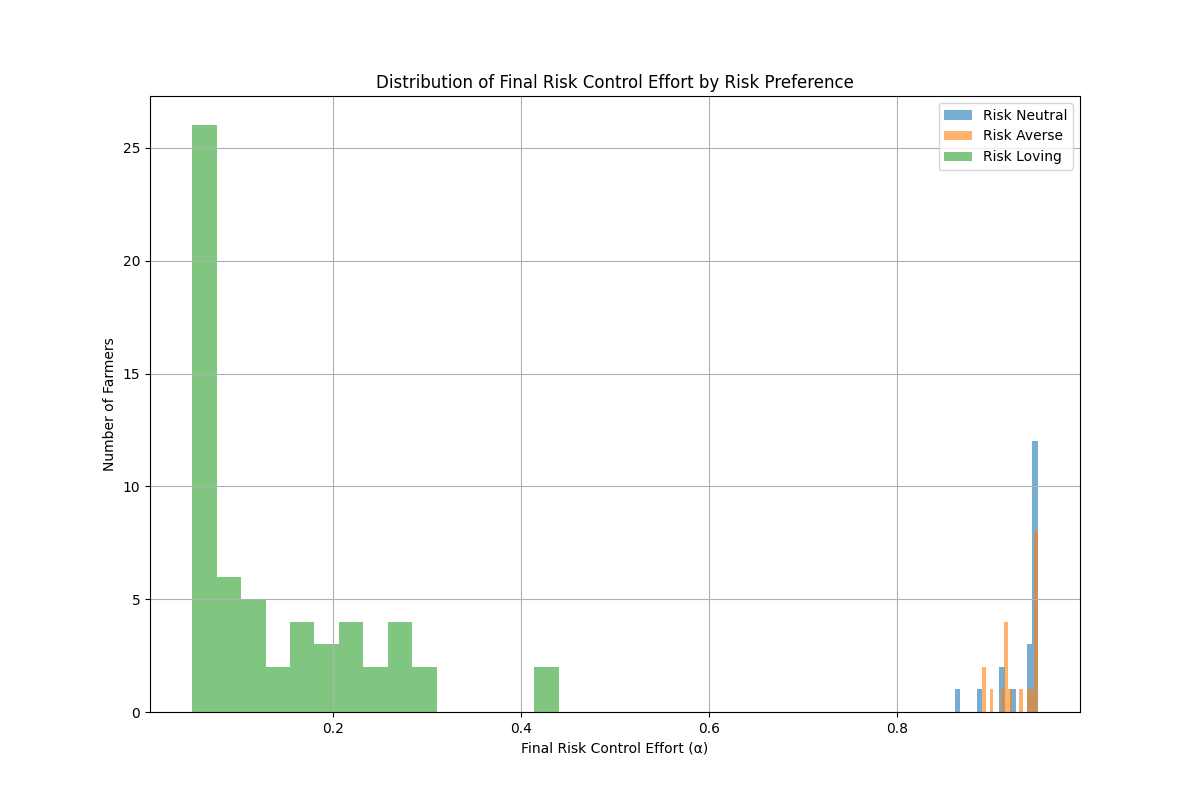 Distribution of Final Risk Control Effort by Risk Preference
Risk Neutral
Risk Averse
Risk Loving
Number of Farmers
25
20
15
10
5
0
0.2
0.4
0.6
0.8
Final Risk Control Effort (α)